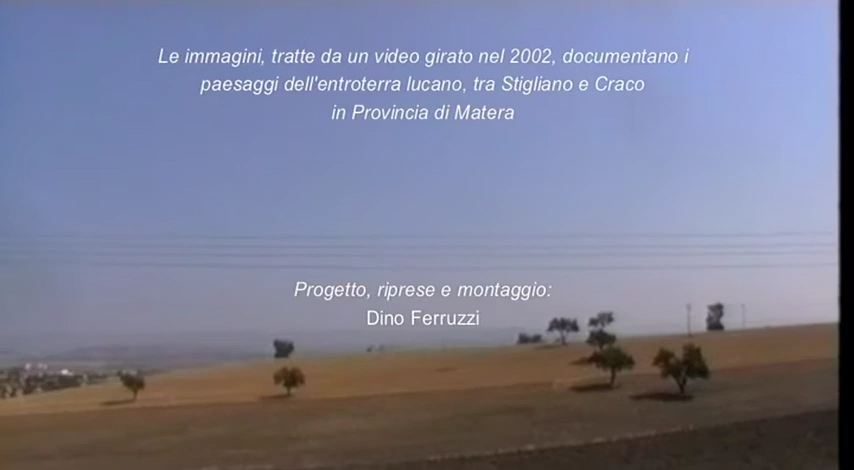 Le immagini, tratte da un video girato nel 2002, documentano i
paesaggi dell'entroterra lucano, tra Stigliano e Craco
in Provincia di Matera
Progetto, riprese e montaggio:
Dino Ferruzzi